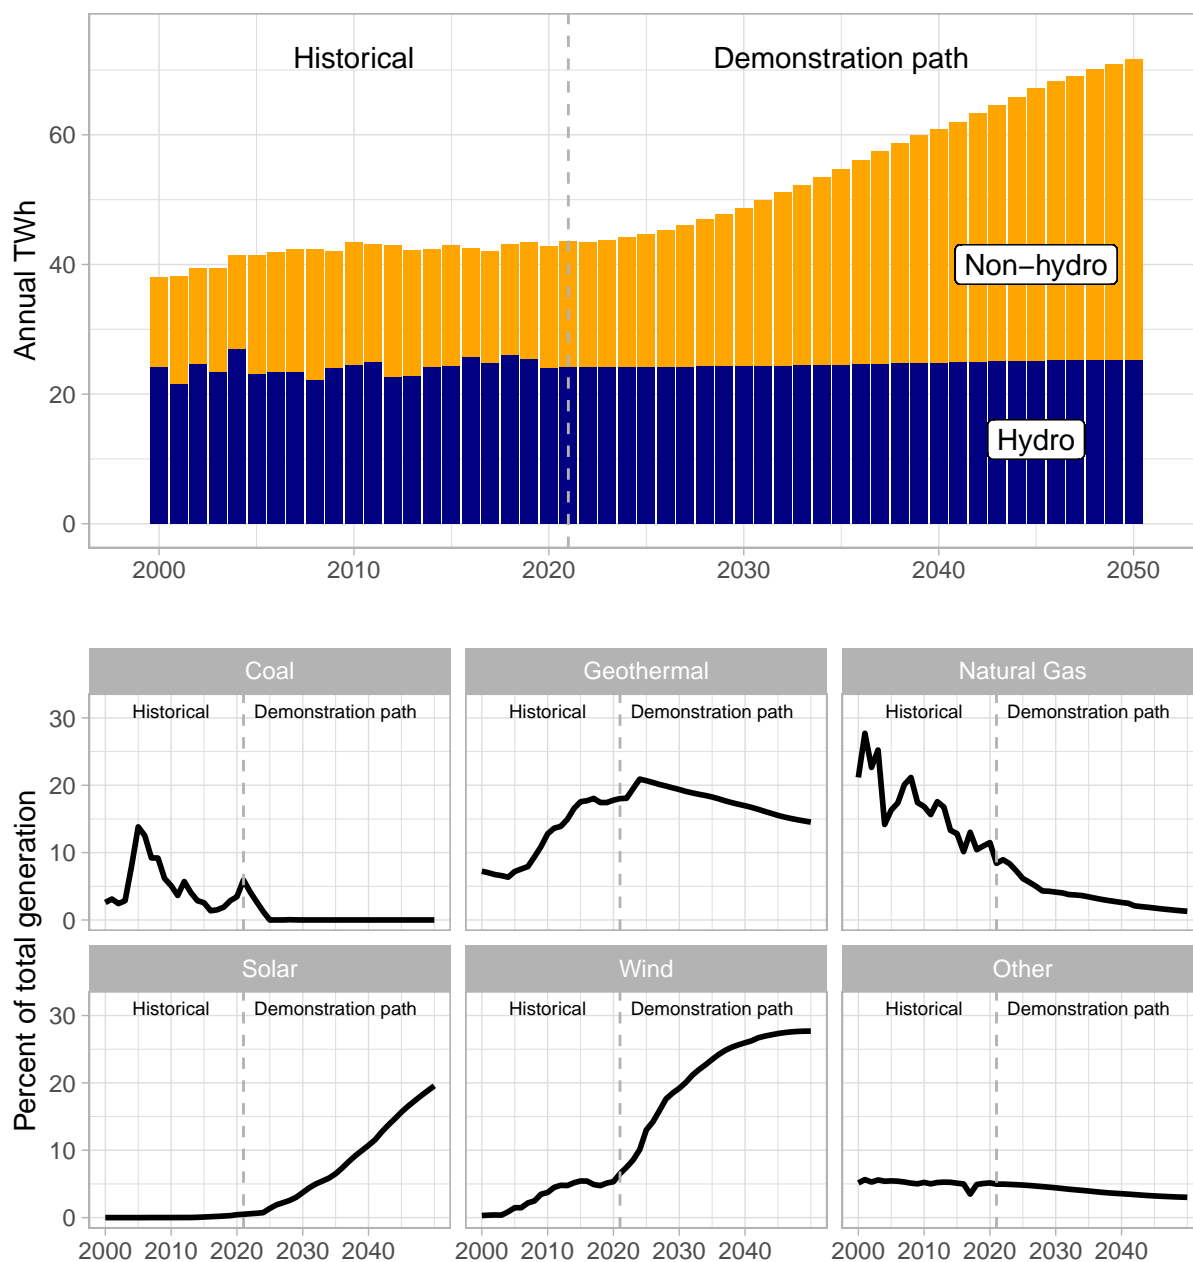 Historical
Demonstration path
Annual TWh
60
40
20
0
Non−hydro
Hydro
2000
2010
2020
2030
2040
2050
Percent of total generation
Coal
Geothermal
Natural Gas
30
20
10
0
Historical
Demonstration path
Historical
Demonstration path
Historical
Demonstration path
Solar
Wind
Other
30
20
10
0
Historical
Demonstration path
Historical
Demonstration path
Historical
Demonstration path
2000 2010 2020 2030 2040
2000 2010 2020 2030 2040
2000 2010 2020 2030 2040